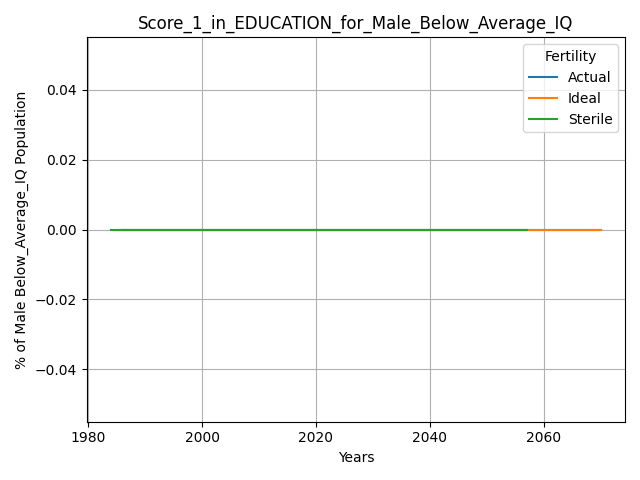 Score_1_in_EDUCATION_for_Male_Below_Average_IQ
% of Male Below_Average_IQ Population
0.04
0.02
0.00
−0.02
−0.04
Fertility
Actual
Ideal
Sterile
1980 2000 2020 2040 2060
Years